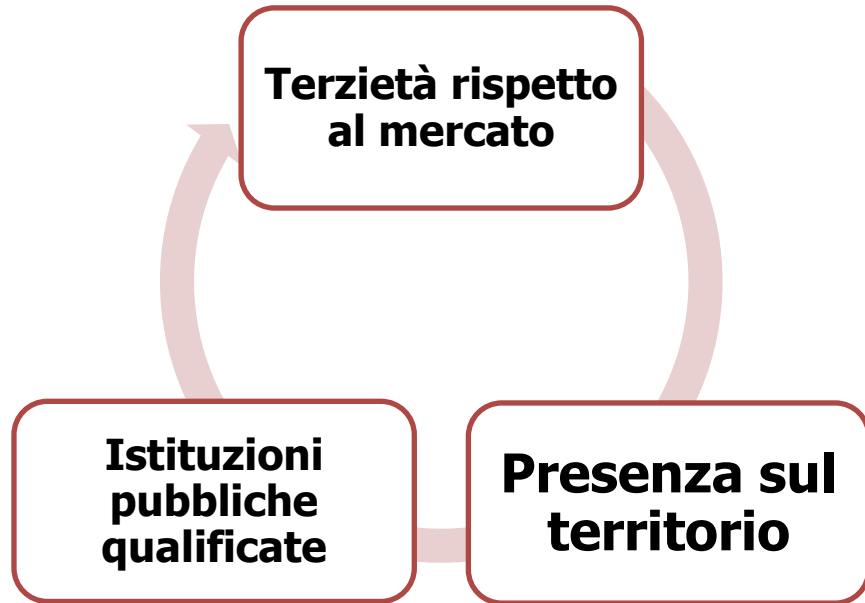 Terzietà rispetto
al mercato
Istituzioni
pubbliche
qualificate
Presenza sul
territorio